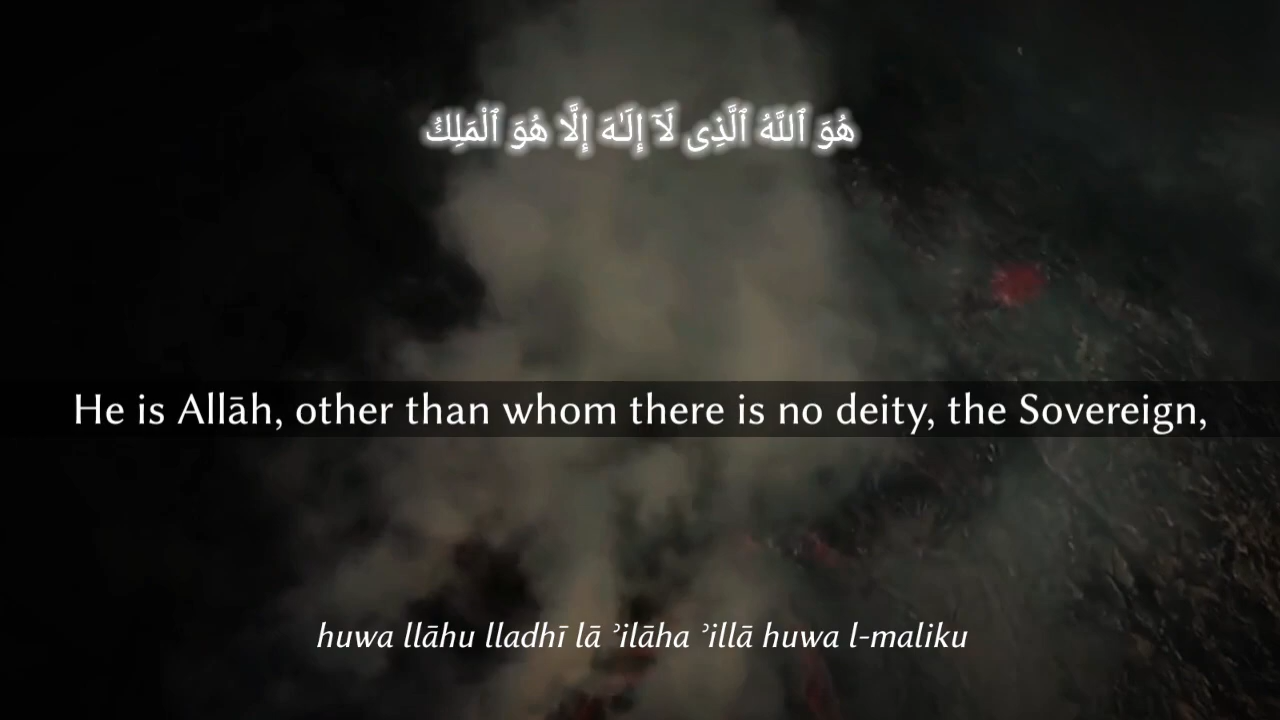 هُوَ ٱللَّهُ ٱلَّذِى لَآ إِلَـٰهَ إِلَّا هُوَ ٱلْمَلِكُ
He is Allāh, other than whom there is no deity, the Sovereign,
huwa llāhu lladhī lā ʾilāha ʾillā huwa l-maliku